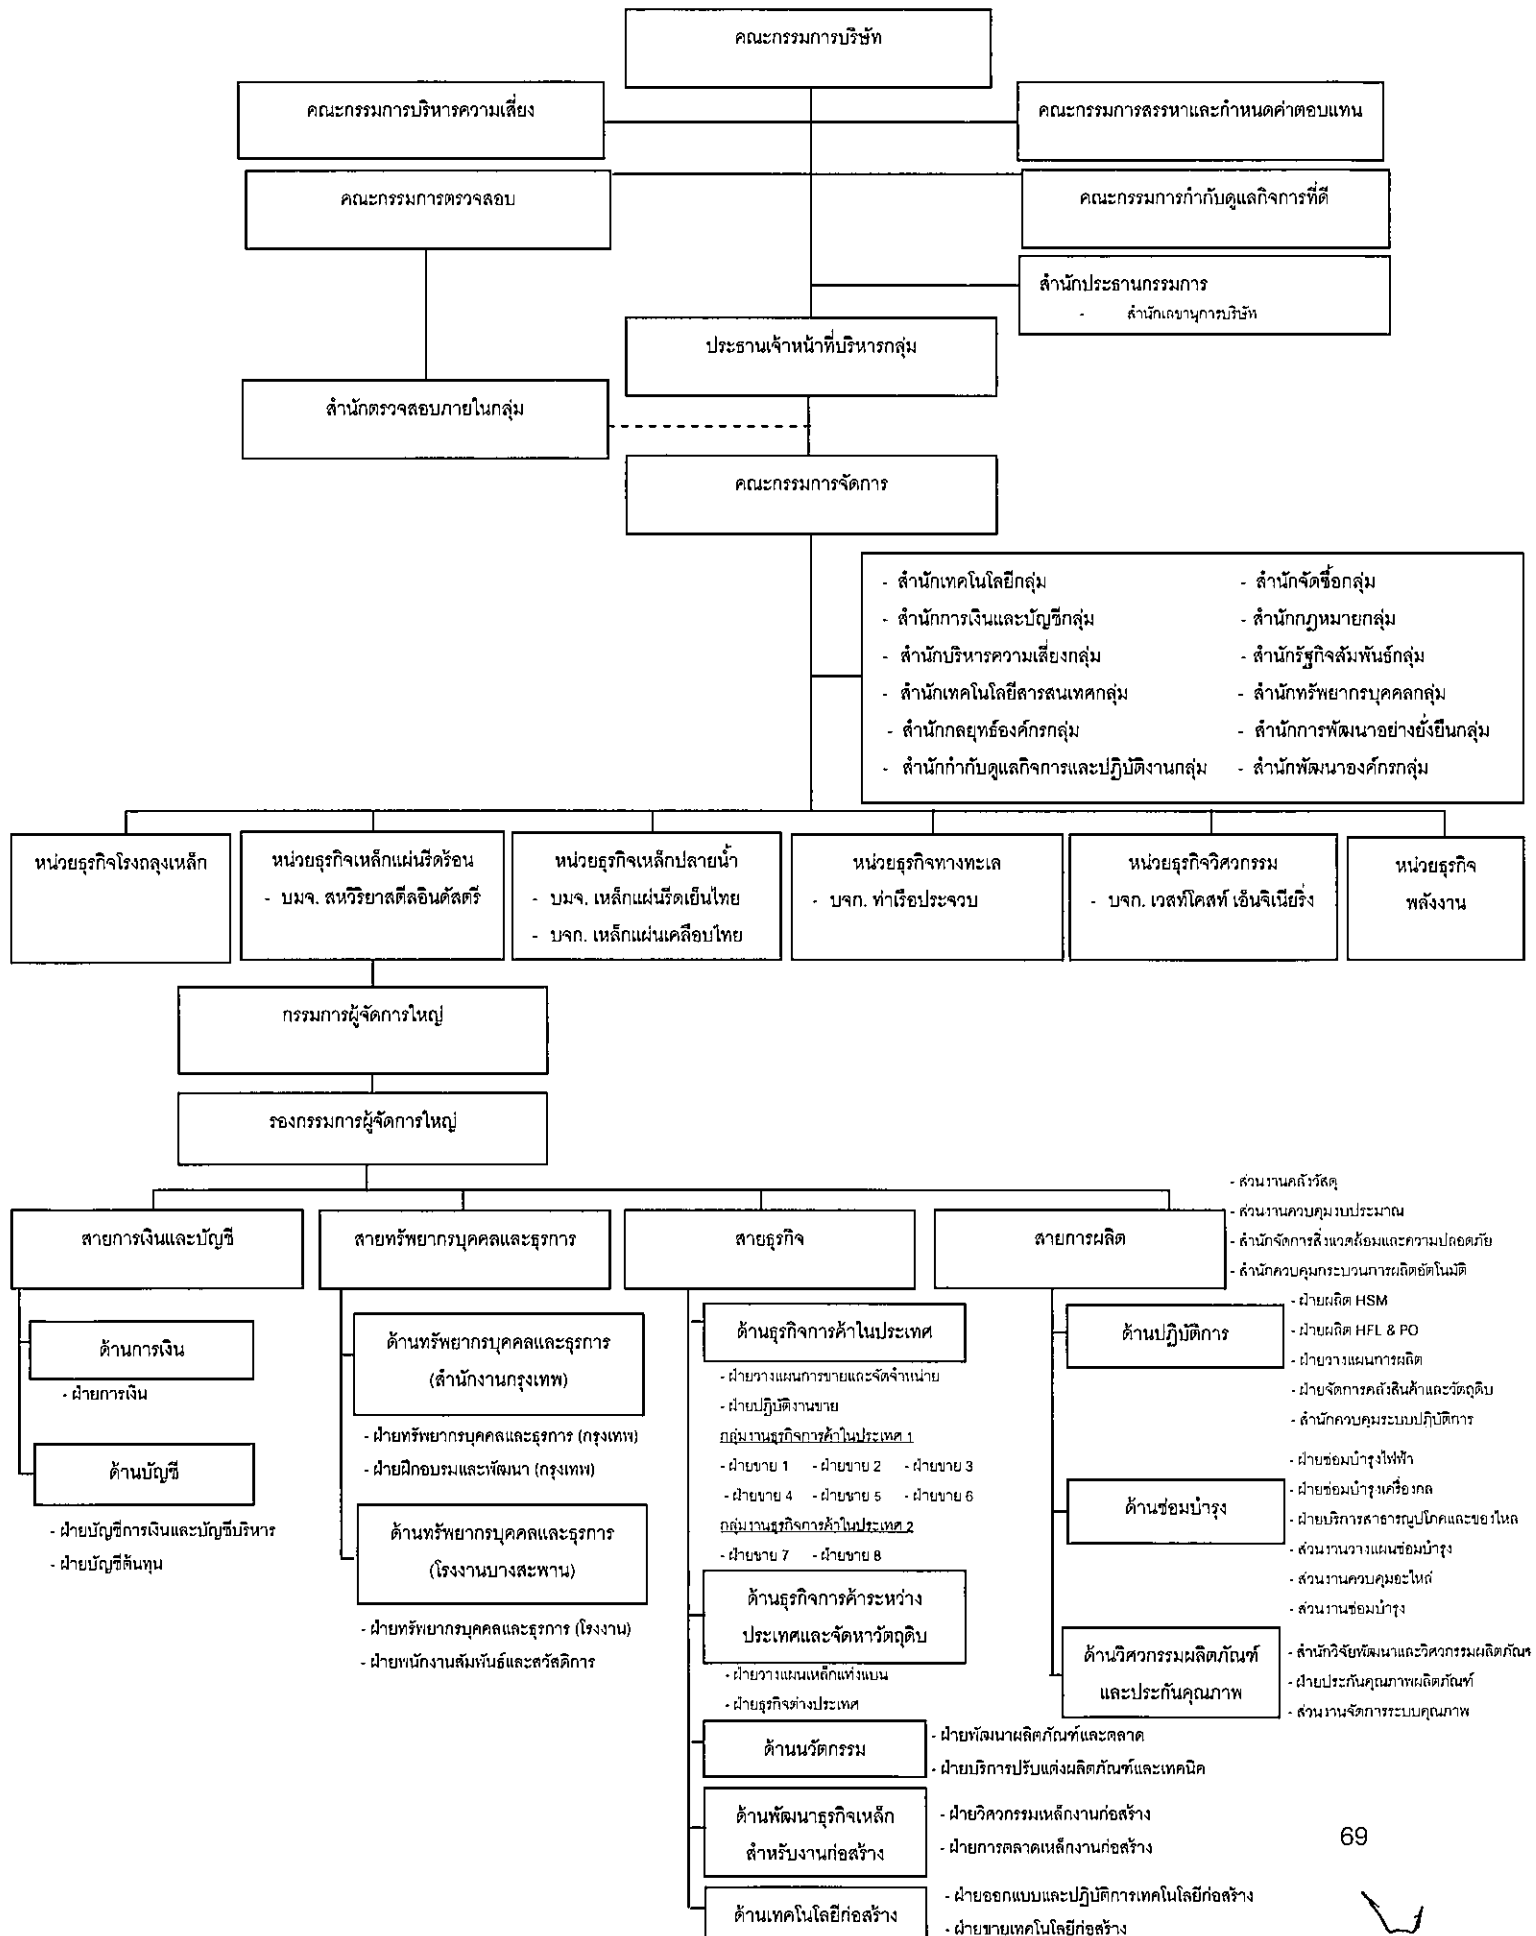 คณะกรรมการบริษัท
คณะกรรมการบริหารความเสี่ยง
คณะกรรมการสรรหาและกำหนดค่าตอบแทน
คณะกรรมการตรวจสอบ
คณะกรรมการกำกับดูแลกิจการที่ดี
สำนักประธานกรรมการ
- สำนักเลขานุการบริษัท
ประธานเจ้าหน้าที่บริหารกลุ่ม
สำนักตรวจสอบภายในกลุ่ม
คณะกรรมการจัดการ
- สำนักเทคโนโลยีกลุ่ม
- สำนักการเงินและบัญชีกลุ่ม
- สำนักบริหารความเสี่ยงกลุ่ม
- สำนักเทคโนโลยีสารสนเทศกลุ่ม
- สำนักกลยุทธ์องค์กรกลุ่ม
- สำนักกำกับดูแลกิจการและปฏิบัติงานกลุ่ม
- สำนักจัดซื้อกลุ่ม
- สำนักกฎหมายกลุ่ม
- สำนักรัฐกิจสัมพันธ์กลุ่ม
- สำนักทรัพยากรบุคคลกลุ่ม
- สำนักการพัฒนาอย่างยั่งยืนกลุ่ม
- สำนักพัฒนาองค์กรกลุ่ม
หน่วยธุรกิจโรงถลุงเหล็ก
หน่วยธุรกิจเหล็กแผ่นรีดร้อน
- บมจ. สหวิริยาสตีลอินดัสตรี
หน่วยธุรกิจเหล็กปลายน้ำ
- บมจ. เหล็กแผ่นรีดเย็นไทย
- บจก. เหล็กแผ่นเคลือบไทย
หน่วยธุรกิจทางทะเล
- บจก. ท่าเรือประจวบ
หน่วยธุรกิจวิศวกรรม
- บจก. เวสท์โคสท์ เอ็นจิเนียริ่ง
หน่วยธุรกิจ
พลังงาน
กรรมการผู้จัดการใหญ่
รองกรรมการผู้จัดการใหญ่
สายการเงินและบัญชี
ด้านการเงิน
- ฝ่ายการเงิน
ด้านบัญชี
- ฝ่ายบัญชีการเงินและบัญชีบริหาร
- ฝ่ายบัญชีต้นทุน
สายทรัพยากรบุคคลและธุรการ
ด้านทรัพยากรบุคคลและธุรการ
(สำนักงานกรุงเทพ)
- ฝ่ายทรัพยากรบุคคลและธุรการ (กรุงเทพ)
- ฝ่ายฝึกอบรมและพัฒนา (กรุงเทพ)
ด้านทรัพยากรบุคคลและธุรการ
(โรงงานบางสะพาน)
- ฝ่ายทรัพยากรบุคคลและธุรการ (โรงงาน)
- ฝ่ายพนักงานสัมพันธ์และสวัสดิการ
สายธุรกิจ
ด้านธุรกิจการค้าในประเทศ
- ฝ่ายวางแผนการขายและจัดจำหน่าย
- ฝ่ายปฏิบัติงานขาย
กลุ่มงานธุรกิจการค้าในประเทศ 1
- ฝ่ายขาย 1 - ฝ่ายขาย 2 - ฝ่ายขาย 3
- ฝ่ายขาย 4 - ฝ่ายขาย 5 - ฝ่ายขาย 6
กลุ่มงานธุรกิจการค้าในประเทศ 2
- ฝ่ายขาย 7 - ฝ่ายขาย 8
ด้านธุรกิจการค้าระหว่าง
ประเทศและจัดหาวัตถุดิบ
- ฝ่ายวางแผนเหล็กแท่งแบน
- ฝ่ายธุรกิจต่างประเทศ
ด้านนวัตกรรม
- ฝ่ายพัฒนาผลิตภัณฑ์และตลาด
- ฝ่ายบริการปรับแต่งผลิตภัณฑ์และเทคนิค
ด้านพัฒนาธุรกิจเหล็ก
สำหรับงานก่อสร้าง
- ฝ่ายวิศวกรรมเหล็กงานก่อสร้าง
- ฝ่ายการตลาดเหล็กงานก่อสร้าง
ด้านเทคโนโลยีก่อสร้าง
- ฝ่ายออกแบบและปฏิบัติการเทคโนโลยีก่อสร้าง
- ฝ่ายขายเทคโนโลยีก่อสร้าง
สายการผลิต
- ส่วนงานคลังวัสดุ
- ส่วนงานควบคุมงบประมาณ
- สำนักจัดการสิ่งแวดล้อมและความปลอดภัย
- สำนักควบคุมกระบวนการผลิตอัตโนมัติ
ด้านปฏิบัติการ
- ฝ่ายผลิต HSM
- ฝ่ายผลิต HFL & PO
- ฝ่ายวางแผนการผลิต
- ฝ่ายจัดการคลังสินค้าและวัตถุดิบ
- สำนักควบคุมระบบปฏิบัติการ
ด้านซ่อมบำรุง
- ฝ่ายซ่อมบำรุงไฟฟ้า
- ฝ่ายซ่อมบำรุงเครื่องกล
- ฝ่ายบริการสาธารณูปโภคและของไหล
- ส่วนงานวางแผนซ่อมบำรุง
- ส่วนงานควบคุมอะไหล่
- ส่วนงานซ่อมบำรุง
ด้านวิศวกรรมผลิตภัณฑ์
และประกันคุณภาพ
- สำนักวิจัยพัฒนาและวิศวกรรมผลิตภัณฑ
- ฝ่ายประกันคุณภาพผลิตภัณฑ์
- ส่วนงานจัดการระบบคุณภาพ
69